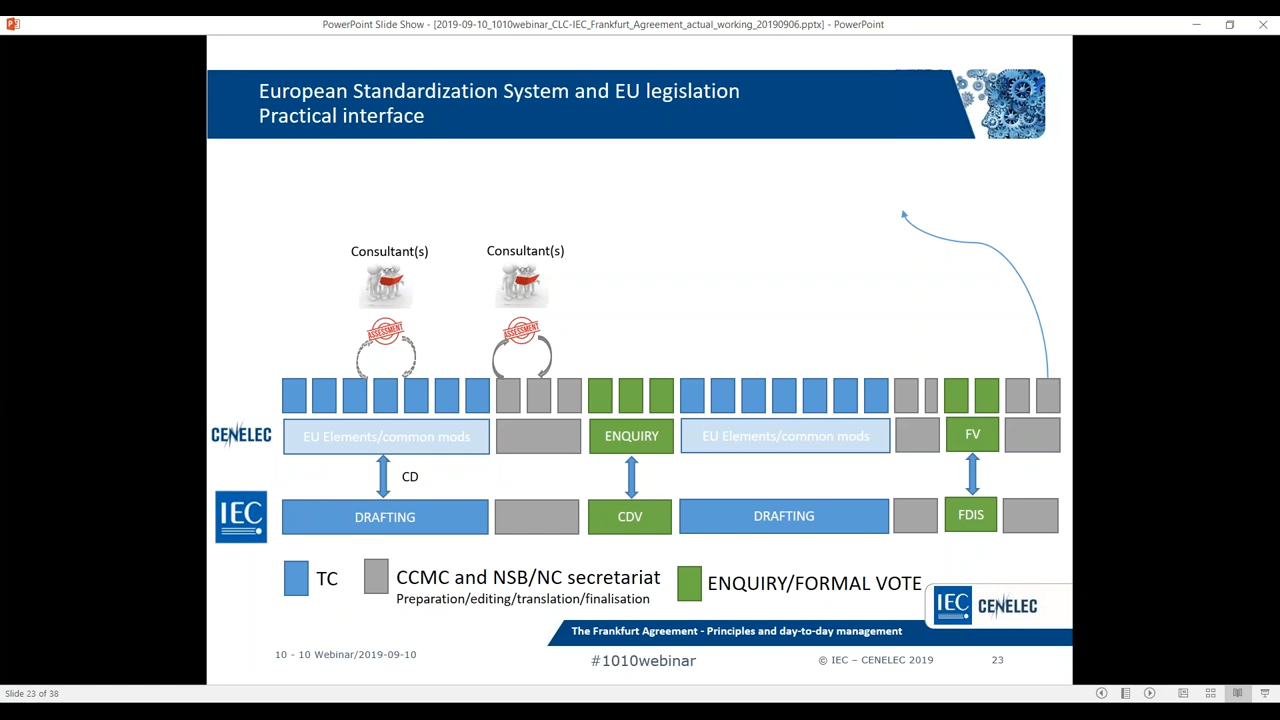 PowerPoint Slide Show - [2019-09-10_1010webinar_CLC-IEC_Frankfurt_Agreement_actual_working_20190906.pptx] - PowerPoint
European Standardization System and EU legislation
Practical interface
Consultant(s)
Consultant(s)
ASSESSMENT
ASSESSMENT
CENELEC
EU Elements/common mods
ENQUIRY
EU Elements/common mods
FV
CD
IEC
DRAFTING
CDV
DRAFTING
FDIS
TC
CCMC and NSB/NC secretariat
Preparation/editing/translation/finalisation
ENQUIRY/FORMAL VOTE
IEC
CENELEC
The Frankfurt Agreement - Principles and day-to-day management
10 - 10 Webinar/2019-09-10
#1010webinar
© IEC – CENELEC 2019
23
Slide 23 of 38